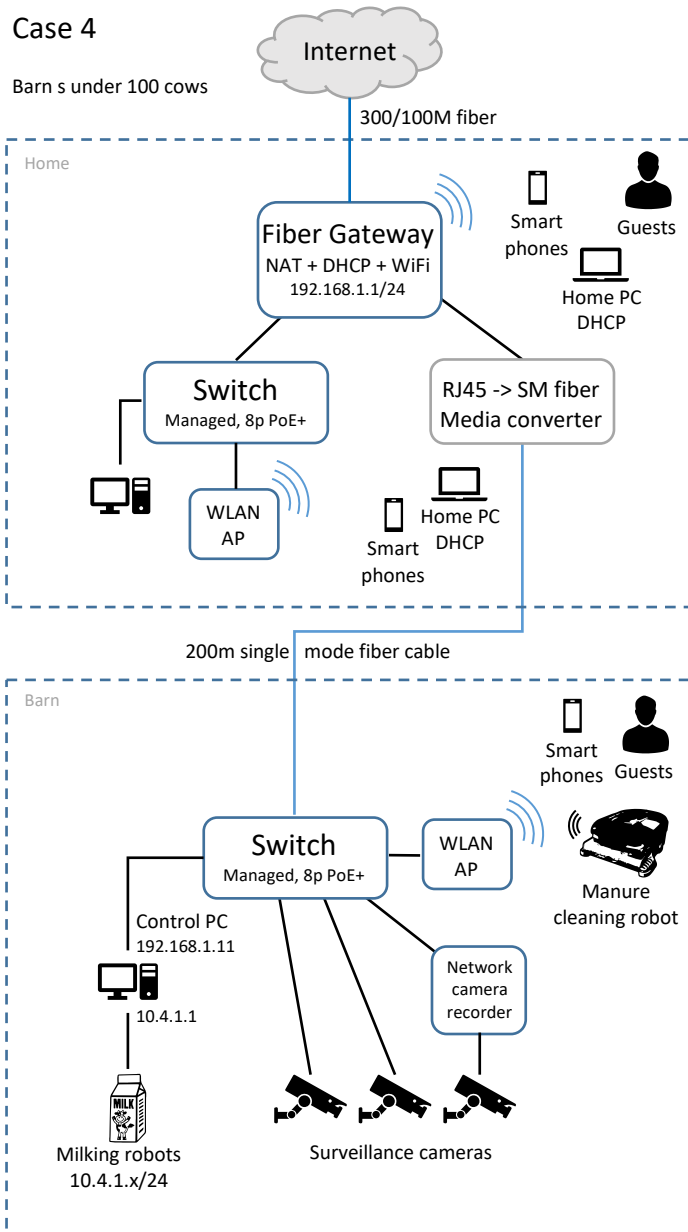 Case 4
Internet
Barn s under 100 cows
300/100M fiber
Home
Smart
phones
Guests
Fiber Gateway
NAT + DHCP + WiFi
192.168.1.1/24
Home PC
DHCP
Switch
Managed, 8p PoE+
RJ45 -> SM fiber
Media converter
WLAN
AP
Home PC
DHCP
Smart
phones
200m single mode fiber cable
Barn
Smart
phones
Guests
Switch
Managed, 8p PoE+
WLAN
AP
Manure
cleaning robot
Control PC
192.168.1.11
Network
camera
recorder
10.4.1.1
MILK
Milking robots
10.4.1.x/24
Surveillance cameras